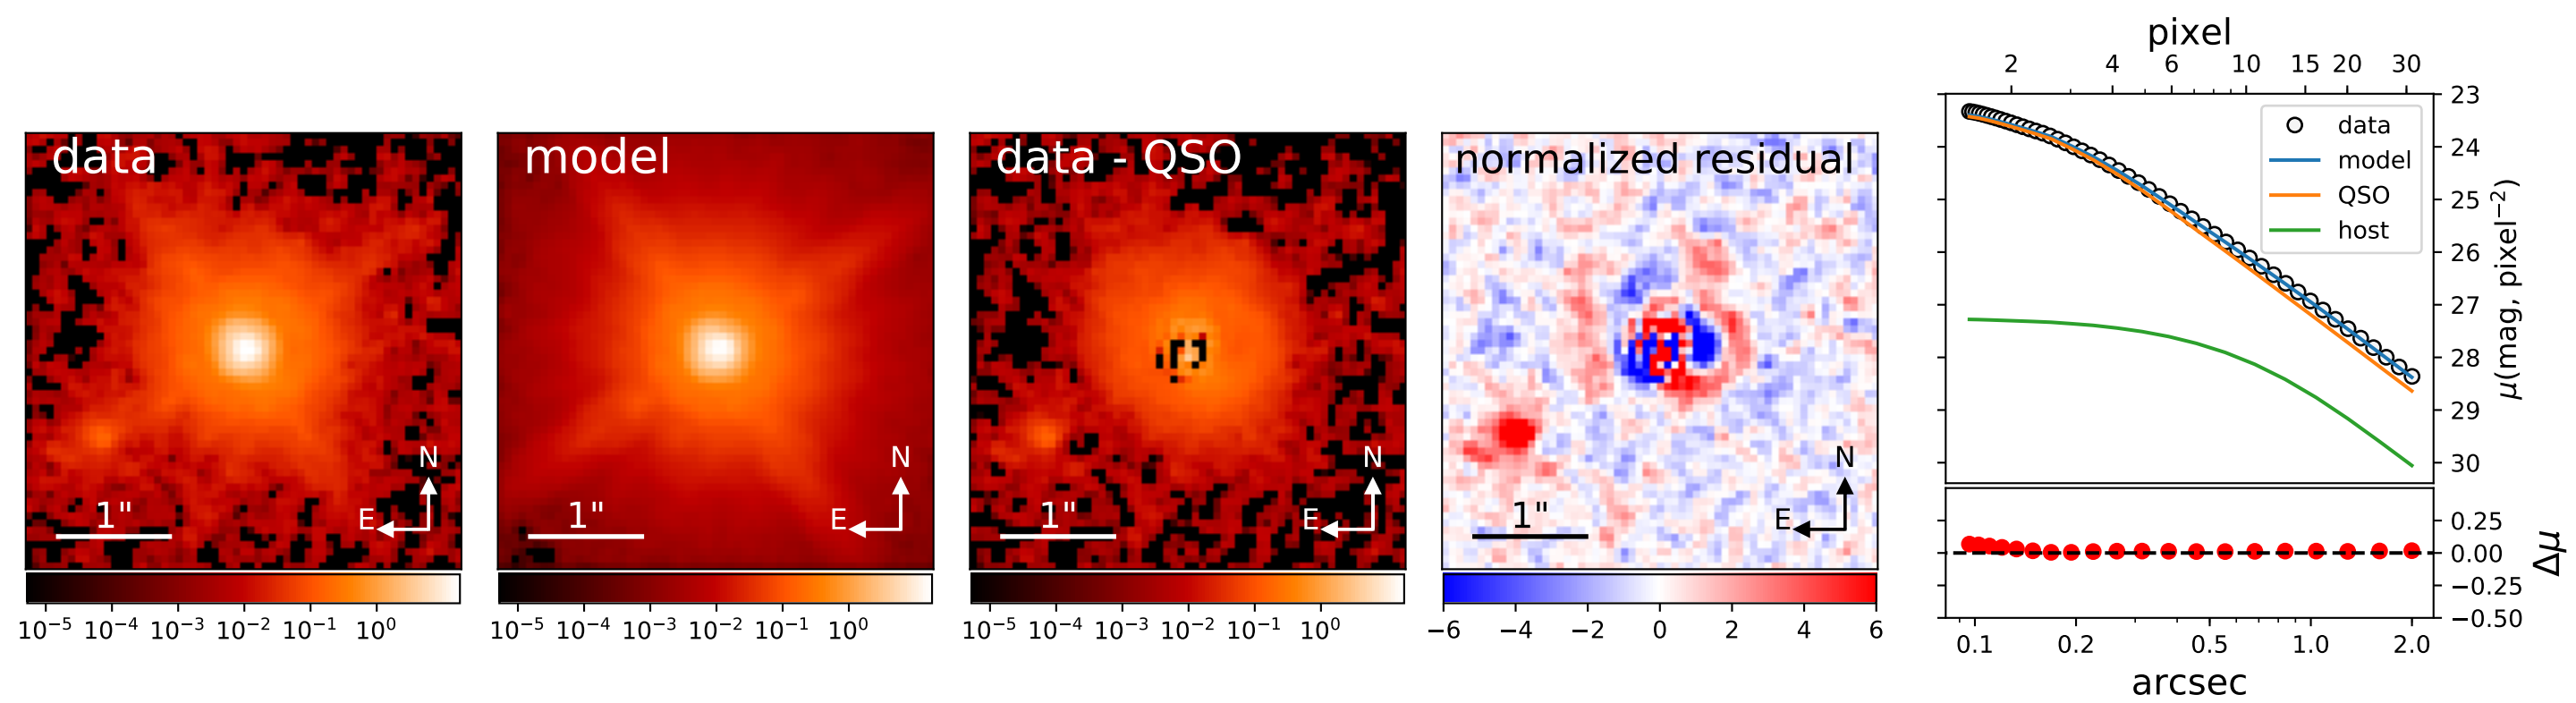 data
N
E
1"
10⁻⁵ 10⁻⁴ 10⁻³ 10⁻² 10⁻¹ 10⁰
model
N
E
1"
10⁻⁵ 10⁻⁴ 10⁻³ 10⁻² 10⁻¹ 10⁰
data - QSO
N
E
1"
10⁻⁵ 10⁻⁴ 10⁻³ 10⁻² 10⁻¹ 10⁰
normalized residual
N
E
1"
−6 −4 −2 0 2 4 6
pixel
2 4 6 10 15 20 30
data
model
QSO
host
23
24
25
26
27
28
29
30
μ(mag, pixel⁻²)
0.25
0.00
−0.25
−0.50
Δμ
0.1 0.2 0.5 1.0 2.0
arcsec